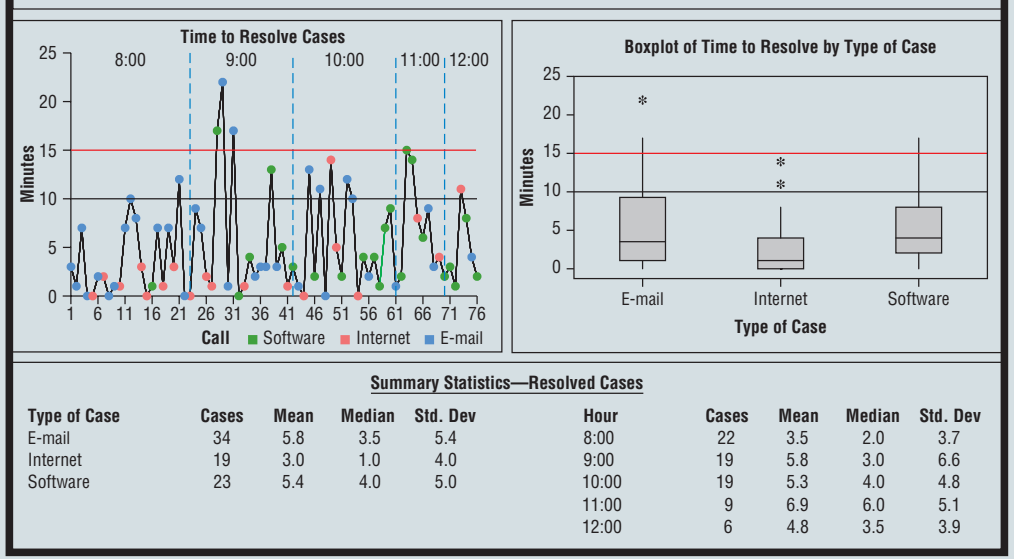 Time to Resolve Cases
8:00 9:00 10:00 11:00 12:00
Minutes
25
20
15
10
5
0
1 6 11 16 21 26 31 36 41 46 51 56 61 66 71 76
Call Software Internet E-mail
Boxplot of Time to Resolve by Type of Case
Minutes
25
20
15
10
5
0
E-mail Internet Software
Type of Case
Summary Statistics—Resolved Cases
Type of Case Cases Mean Median Std. Dev
E-mail 34 5.8 3.5 5.4
Internet 19 3.0 1.0 4.0
Software 23 5.4 4.0 5.0
Hour Cases Mean Median Std. Dev
8:00 22 3.5 2.0 3.7
9:00 19 5.8 3.0 6.6
10:00 19 5.3 4.0 4.8
11:00 9 6.9 6.0 5.1
12:00 6 4.8 3.5 3.9